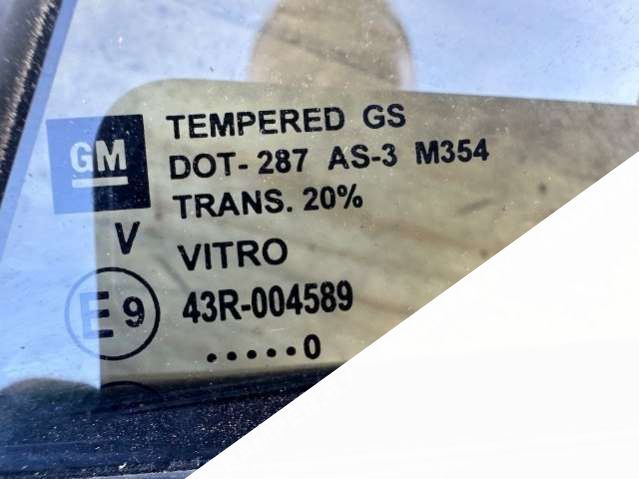 GM
TEMPERED GS
DOT-287 AS-3 M354
TRANS. 20%
V
VITRO
E9
43R-004589
.....0